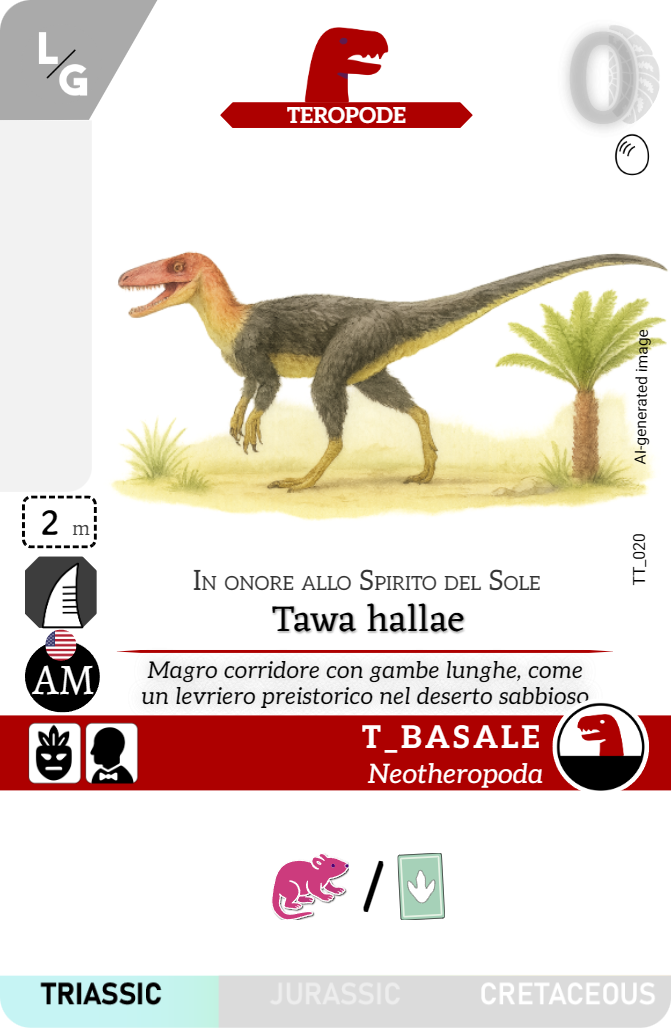 L/G
TEROPODE
0
AI-generated image
TT_020
2 m
AM
In onore allo Spirito del Sole
Tawa hallae
Magro corridore con gambe lunghe, come
un levriero preistorico nel deserto sabbioso
T_BASALE
Neotheropoda
/
TRIASSIC JURASSIC CRETACEOUS